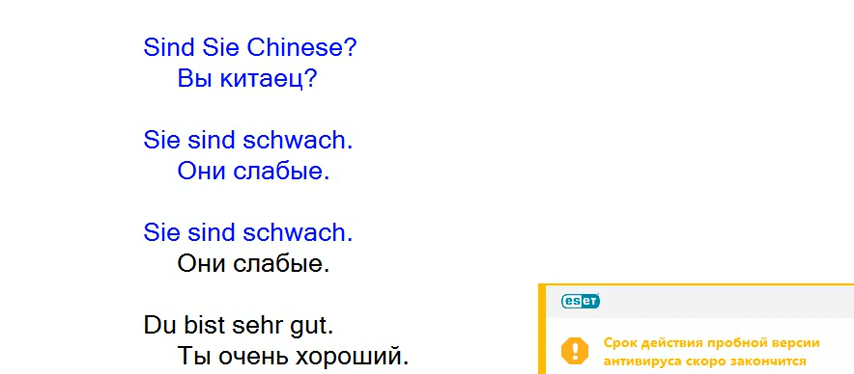 Sind Sie Chinese?
Вы китаец?
Sie sind schwach.
Они слабые.
Sie sind schwach.
Они слабые.
Du bist sehr gut.
Ты очень хороший.
eset
Срок действия пробной версии
антивируса скоро закончится